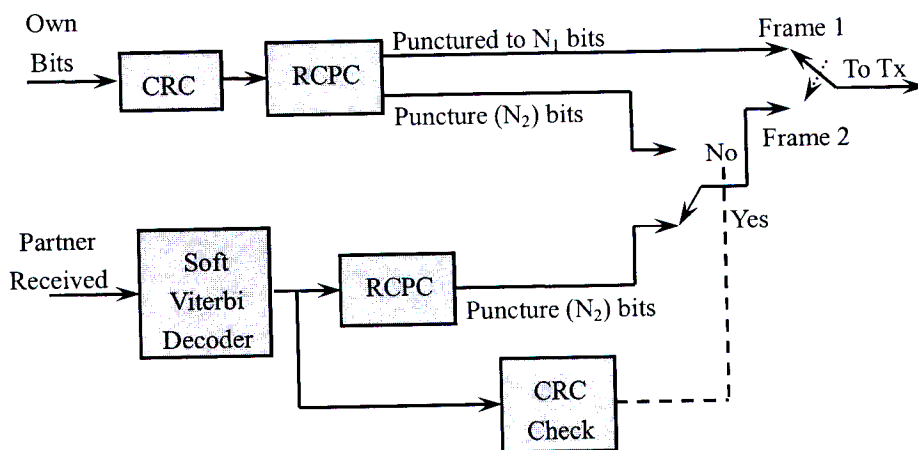 Own
Bits
CRC
RCPC
Punctured to N₁ bits
Puncture (N₂) bits
Frame 1
To Tx
Frame 2
No
Yes
Partner
Received
Soft
Viterbi
Decoder
RCPC
Puncture (N₂) bits
CRC
Check